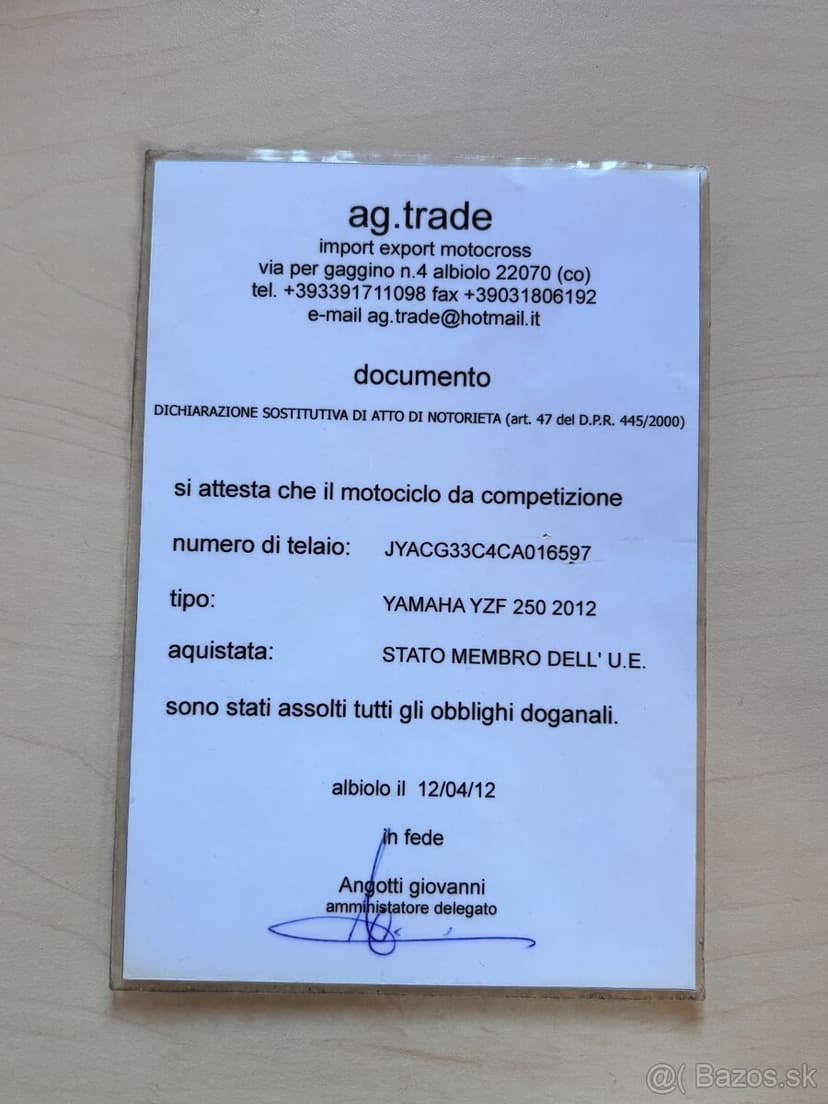 ag.trade
import export motocross
via per gaggino n.4 albiolo 22070 (co)
tel. +393391711098 fax +39031806192
e-mail ag.trade@hotmail.it
documento
DICHIARAZIONE SOSTITUTIVA DI ATTO DI NOTORIETA (art. 47 del D.P.R. 445/2000)
si attesta che il motociclo da competizione
numero di telaio: JYACG33C4CA016597
tipo: YAMAHA YZF 250 2012
aquistata: STATO MEMBRO DELL' U.E.
sono stati assolti tutti gli obblighi doganali.
albiolo il 12/04/12
in fede
Angotti giovanni
amministatore delegato
@( Bazos.sk